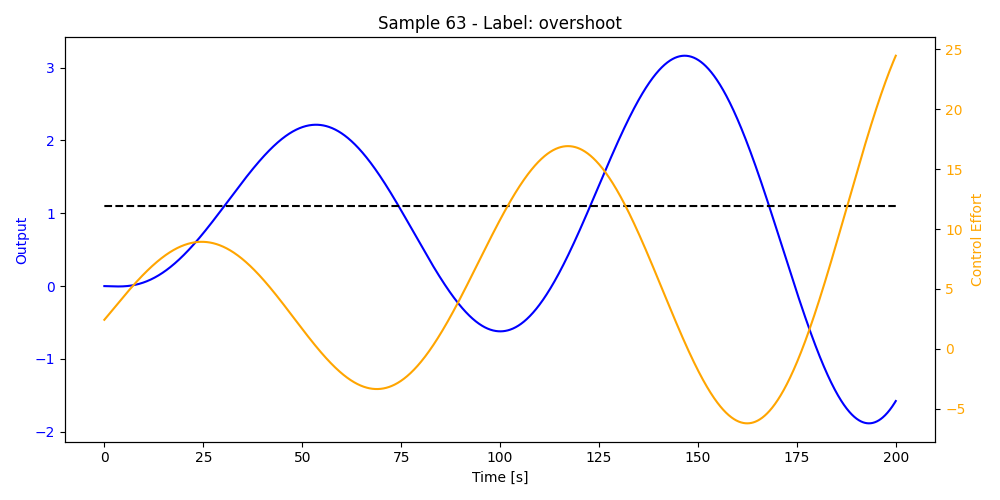 Sample 63 - Label: overshoot
3
2
1
0
−1
−2
Output
25
20
15
10
5
0
−5
Control Effort
0 25 50 75 100 125 150 175 200
Time [s]